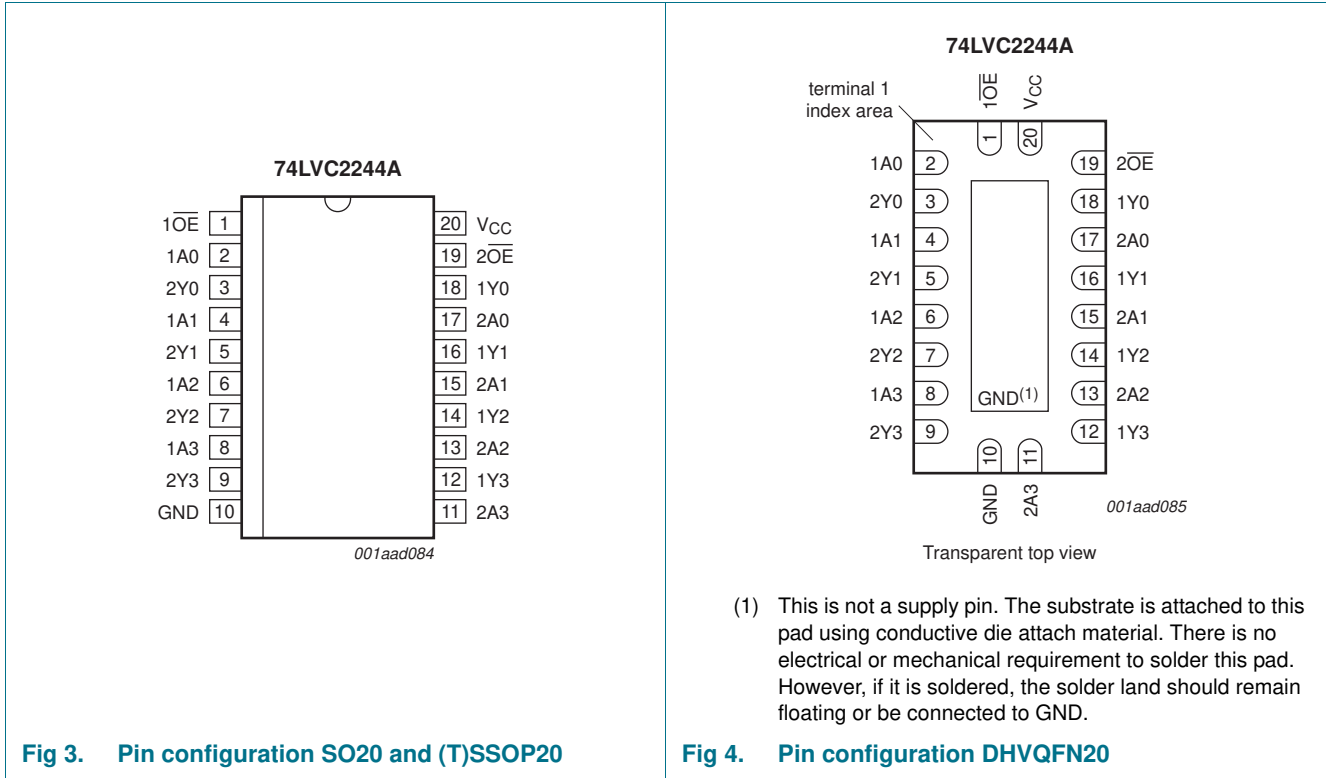 74LVC2244A
1OE 1
20 VCC
1A0 2
19 2OE
2Y0 3
18 1Y0
1A1 4
17 2A0
2Y1 5
16 1Y1
1A2 6
15 2A1
2Y2 7
14 1Y2
1A3 8
13 2A2
2Y3 9
12 1Y3
GND 10
11 2A3
001aad084
Fig 3. Pin configuration SO20 and (T)SSOP20
74LVC2244A
terminal 1
index area
1OE
VCC
1
20
1A0 2
19 2OE
2Y0 3
18 1Y0
1A1 4
17 2A0
2Y1 5
16 1Y1
1A2 6
15 2A1
2Y2 7
14 1Y2
1A3 8
GND(1)
13 2A2
2Y3 9
12 1Y3
10
11
GND
2A3
001aad085
Transparent top view
(1) This is not a supply pin. The substrate is attached to this
pad using conductive die attach material. There is no
electrical or mechanical requirement to solder this pad.
However, if it is soldered, the solder land should remain
floating or be connected to GND.
Fig 4. Pin configuration DHVQFN20